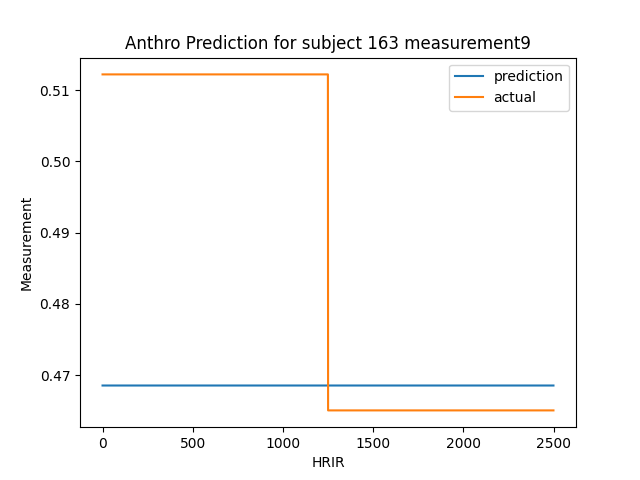 Anthro Prediction for subject 163 measurement9
prediction
actual
0.51
0.50
0.49
0.48
0.47
Measurement
0
500
1000
1500
2000
2500
HRIR